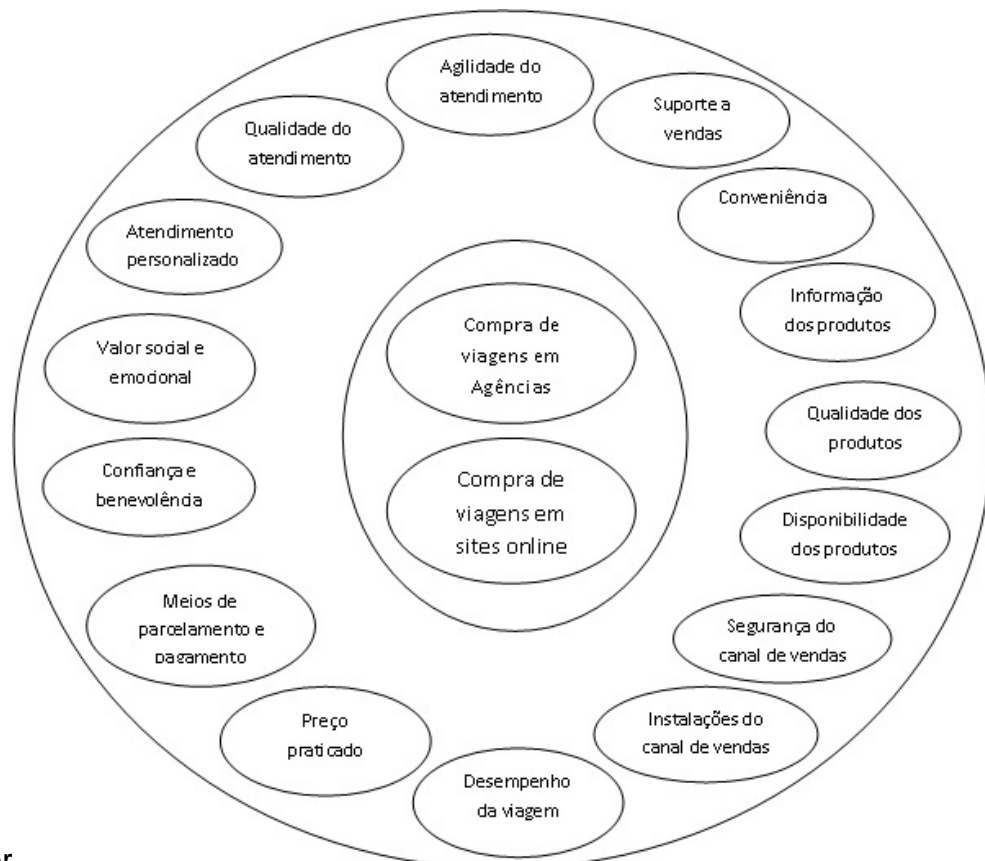 Agilidade do
atendimento
Suporte a
vendas
Qualidade do
atendimento
Conveniência
Atendimento
personalizado
Informação
dos produtos
Compra de
viagens em
Agências
Valor social e
emocional
Qualidade dos
produtos
Compra de
viagens em
sites online
Confiança e
benevolência
Disponibilidade
dos produtos
Meios de
parcelamento e
pagamento
Segurança do
canal de vendas
Preço
praticado
Instalações do
canal de vendas
Desempenho
da viagem